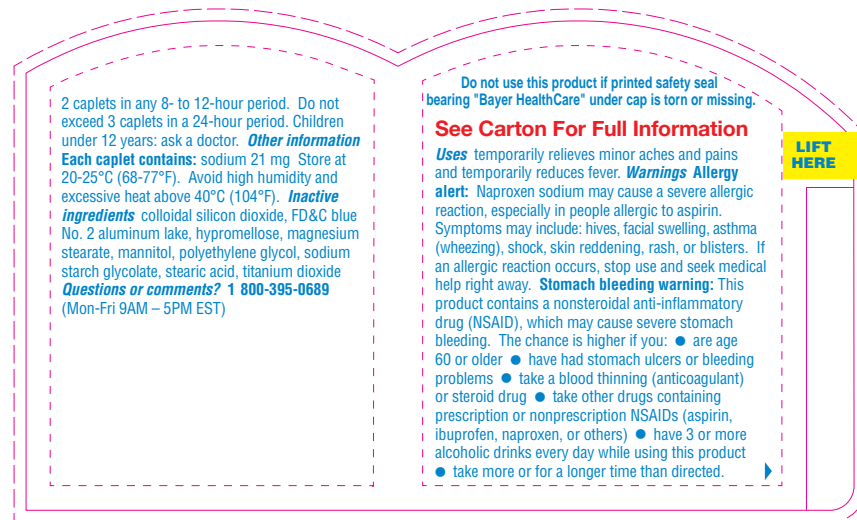 2 caplets in any 8- to 12-hour period. Do not
exceed 3 caplets in a 24-hour period. Children
under 12 years: ask a doctor. Other information
Each caplet contains: sodium 21 mg Store at
20-25°C (68-77°F). Avoid high humidity and
excessive heat above 40°C (104°F). Inactive
ingredients colloidal silicon dioxide, FD&C blue
No. 2 aluminum lake, hypromellose, magnesium
stearate, mannitol, polyethylene glycol, sodium
starch glycolate, stearic acid, titanium dioxide
Questions or comments? 1 800-395-0689
(Mon-Fri 9AM – 5PM EST)
Do not use this product if printed safety seal
bearing "Bayer HealthCare" under cap is torn or missing.
See Carton For Full Information
Uses temporarily relieves minor aches and pains
and temporarily reduces fever. Warnings Allergy
alert: Naproxen sodium may cause a severe allergic
reaction, especially in people allergic to aspirin.
Symptoms may include: hives, facial swelling, asthma
(wheezing), shock, skin reddening, rash, or blisters. If
an allergic reaction occurs, stop use and seek medical
help right away. Stomach bleeding warning: This
product contains a nonsteroidal anti-inflammatory
drug (NSAID), which may cause severe stomach
bleeding. The chance is higher if you: ● are age
60 or older ● have had stomach ulcers or bleeding
problems ● take a blood thinning (anticoagulant)
or steroid drug ● take other drugs containing
prescription or nonprescription NSAIDs (aspirin,
ibuprofen, naproxen, or others) ● have 3 or more
alcoholic drinks every day while using this product
● take more or for a longer time than directed.
LIFT
HERE